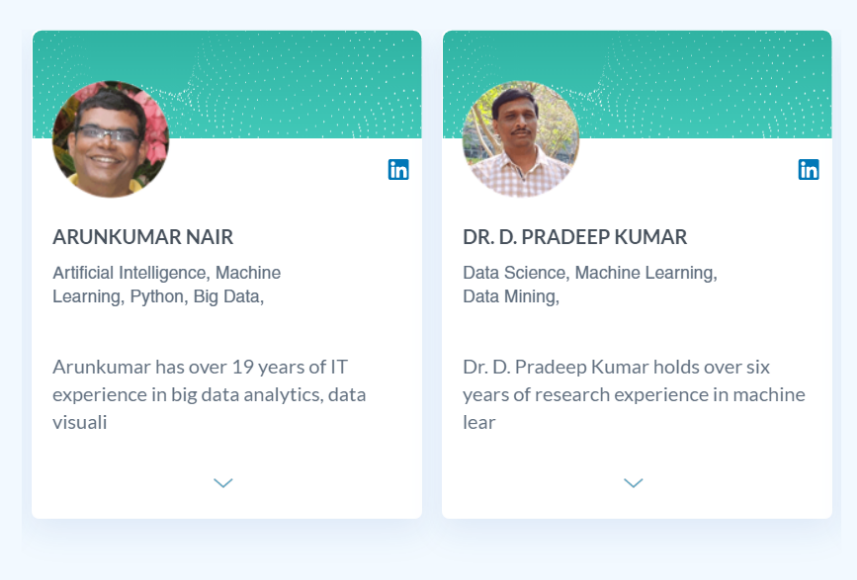 in
ARUNKUMAR NAIR
Artificial Intelligence, Machine
Learning, Python, Big Data,
Arunkumar has over 19 years of IT
experience in big data analytics, data
visuali
in
DR. D. PRADEEP KUMAR
Data Science, Machine Learning,
Data Mining,
Dr. D. Pradeep Kumar holds over six
years of research experience in machine
lear